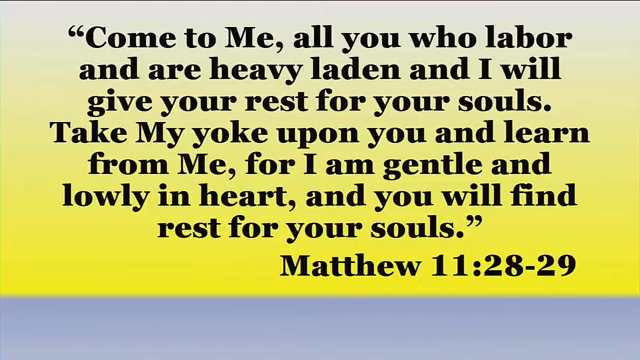 “Come to Me, all you who labor
and are heavy laden and I will
give your rest for your souls.
Take My yoke upon you and learn
from Me, for I am gentle and
lowly in heart, and you will find
rest for your souls.”
Matthew 11:28-29